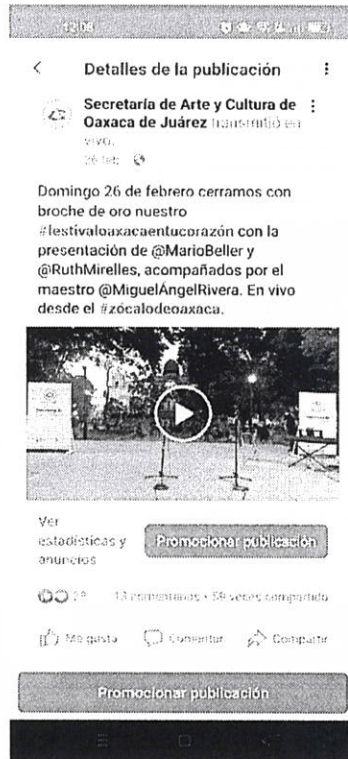 12:08
Detalles de la publicación
Secretaría de Arte y Cultura de
Oaxaca de Juárez transmitió en
vivo.
26 feb
Domingo 26 de febrero cerramos con
broche de oro nuestro
#festivaloaxacaentucorazón con la
presentación de @MarioBeller y
@RuthMirelles, acompañados por el
maestro @MiguelÁngelRivera. En vivo
desde el #zócalodeoaxaca.
Ver
estadísticas y
anuncios
Promocionar publicación
13 comentarios • 59 veces compartido
Me gusta Comentar Compartir
Promocionar publicación